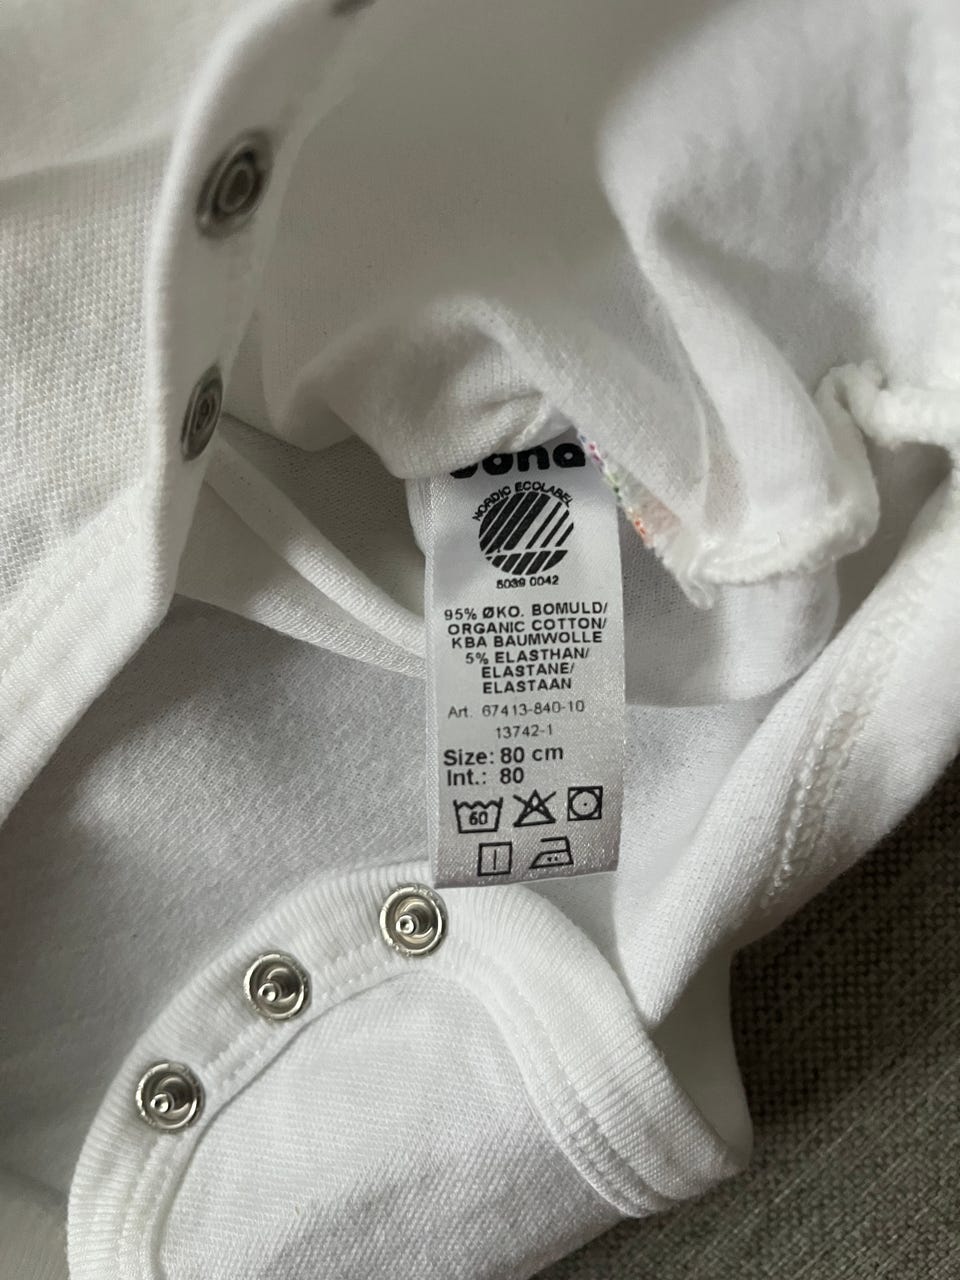 NORDIC ECOLABEL
5039 0042
95% ØKO. BOMULD/
ORGANIC COTTON/
KBA BAUMWOLLE
5% ELASTHAN/
ELASTANE/
ELASTAAN
Art. 67413-840-10
13742-1
Size: 80 cm
Int.: 80
60